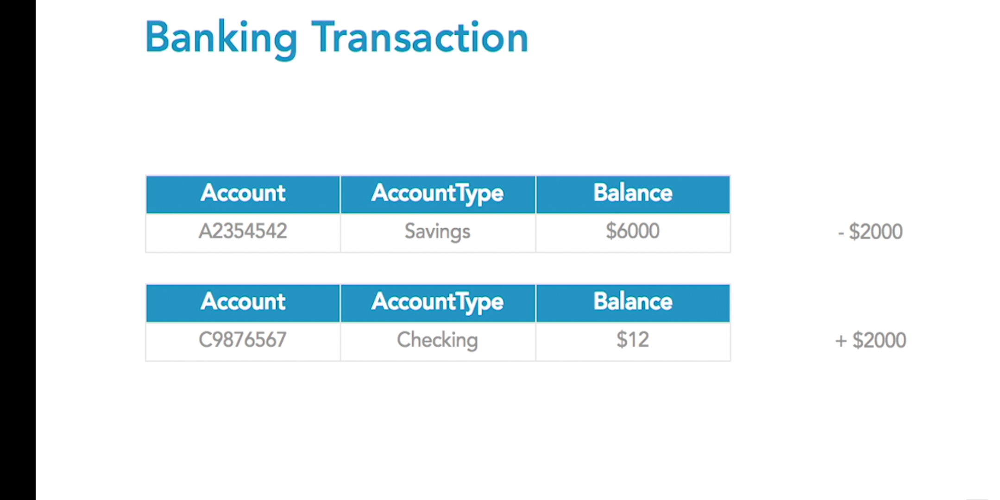 Banking Transaction
Account AccountType Balance
A2354542 Savings $6000 - $2000
Account AccountType Balance
C9876567 Checking $12 + $2000